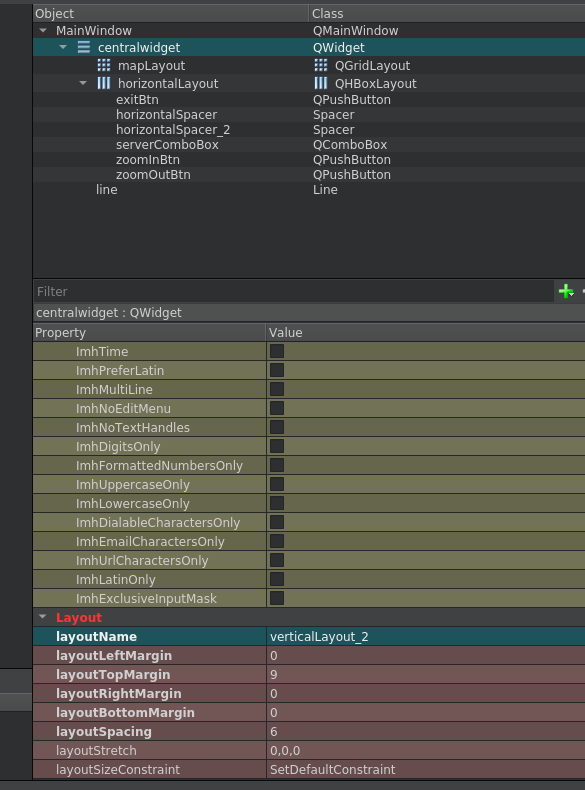 Object Class
MainWindow QMainWindow
centralwidget QWidget
mapLayout QGridLayout
horizontalLayout QHBoxLayout
exitBtn QPushButton
horizontalSpacer Spacer
horizontalSpacer_2 Spacer
serverComboBox QComboBox
zoomInBtn QPushButton
zoomOutBtn QPushButton
line Line
Filter
centralwidget : QWidget
Property Value
ImhTime
ImhPreferLatin
ImhMultiLine
ImhNoEditMenu
ImhNoTextHandles
ImhDigitsOnly
ImhFormattedNumbersOnly
ImhUppercaseOnly
ImhLowercaseOnly
ImhDialableCharactersOnly
ImhEmailCharactersOnly
ImhUrlCharactersOnly
ImhLatinOnly
ImhExclusiveInputMask
Layout
layoutName verticalLayout_2
layoutLeftMargin 0
layoutTopMargin 9
layoutRightMargin 0
layoutBottomMargin 0
layoutSpacing 6
layoutStretch 0,0,0
layoutSizeConstraint SetDefaultConstraint